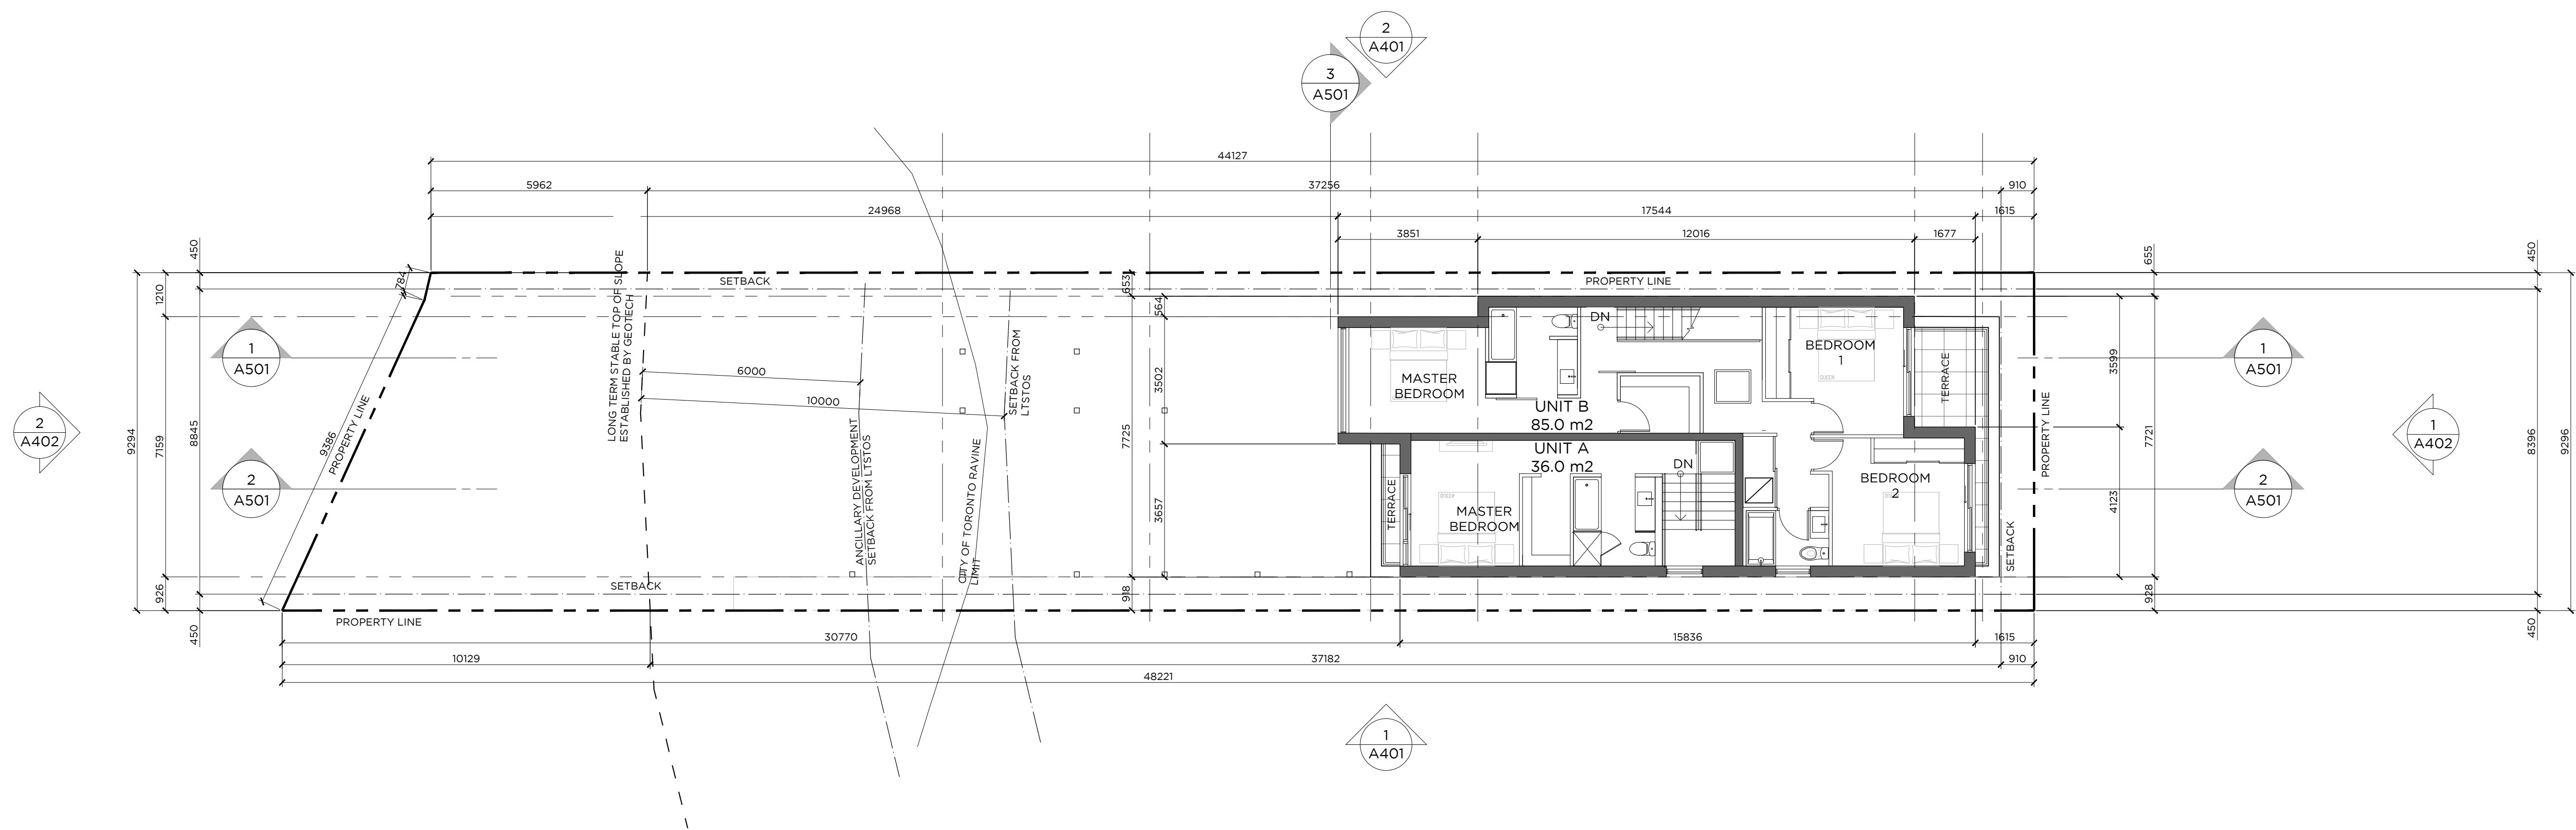 2
A401
3
A501
44127
5962
37256
910
24968
17544
1615
3851
12016
1677
450
655
450
784
SETBACK
PROPERTY LINE
653
1210
564
LONG TERM STABLE TOP OF SLOPE
ESTABLISHED BY GEOTECH
1
A501
6000
10000
SETBACK FROM
LTSTOS
3502
MASTER
BEDROOM
DN
BEDROOM
1
QUEEN
TERRACE
3599
1
A501
2
A402
9294
7159
8845
9386
PROPERTY LINE
7725
UNIT B
85.0 m2
UNIT A
36.0 m2
7721
PROPERTY LINE
8396
9296
1
A402
2
A501
ANCILLARY DEVELOPMENT
SETBACK FROM LTSTOS
CITY OF TORONTO RAVINE
LIMIT
3657
TERRACE
QUEEN
MASTER
BEDROOM
DN
BEDROOM
2
4123
SETBACK
2
A501
926
SETBACK
918
928
450
PROPERTY LINE
450
30770
15836
1615
10129
37182
910
48221
1
A401